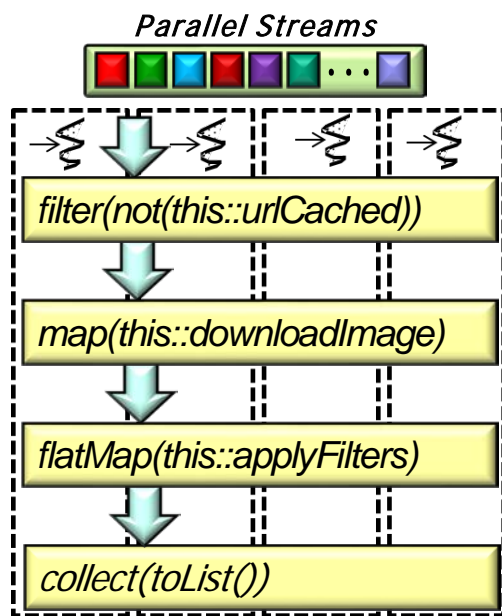 Parallel Streams
...
filter(not(this::urlCached))
map(this::downloadImage)
flatMap(this::applyFilters)
collect(toList())